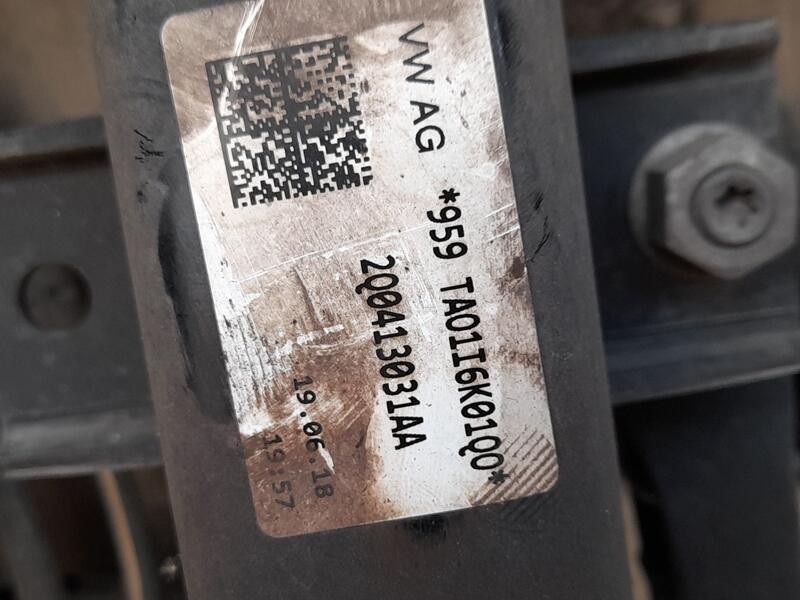 VW AG
*959 TA01I6K01Q0*
2Q0413031AA
19.06.18
19:57